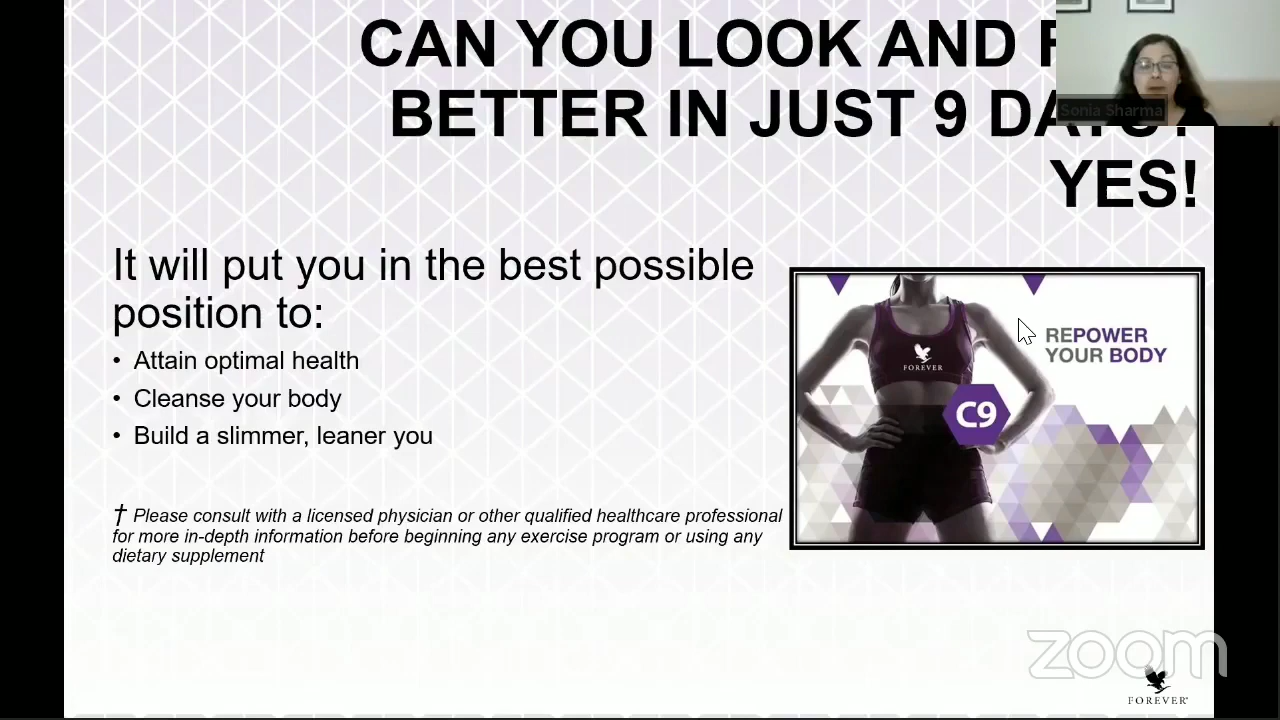 CAN YOU LOOK AND
BETTER IN JUST 9 DAYS?
YES!
Sonia Sharma
It will put you in the best possible
position to:
• Attain optimal health
• Cleanse your body
• Build a slimmer, leaner you
† Please consult with a licensed physician or other qualified healthcare professional
for more in-depth information before beginning any exercise program or using any
dietary supplement
REPOWER
YOUR BODY
FOREVER
C9
zoom
FOREVER